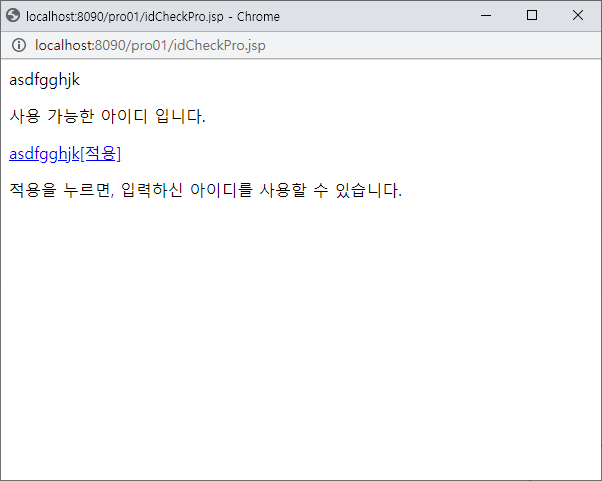 localhost:8090/pro01/idCheckPro.jsp - Chrome
localhost:8090/pro01/idCheckPro.jsp
asdfgghjk
사용 가능한 아이디 입니다.
asdfgghjk[적용]
적용을 누르면, 입력하신 아이디를 사용할 수 있습니다.